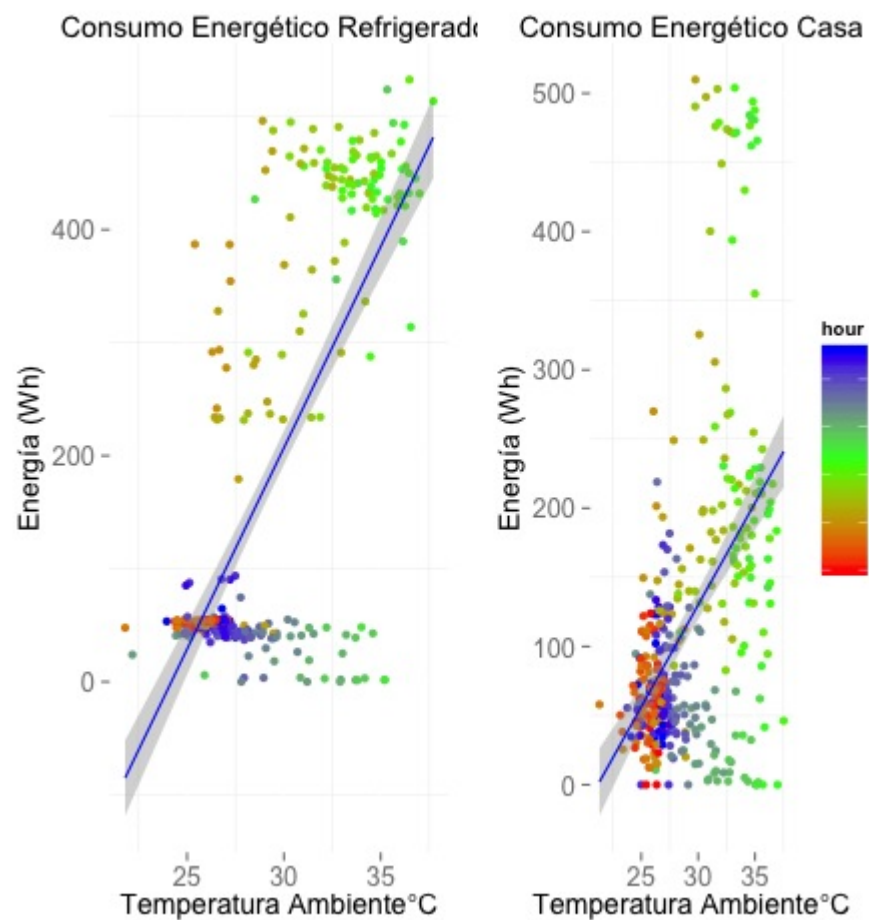 Consumo Energético Refrigerado
Energía (Wh)
400
200
0
25 30 35
Temperatura Ambiente°C
Consumo Energético Casa
Energía (Wh)
500
400
300
200
100
0
25 30 35
Temperatura Ambiente°C
hour